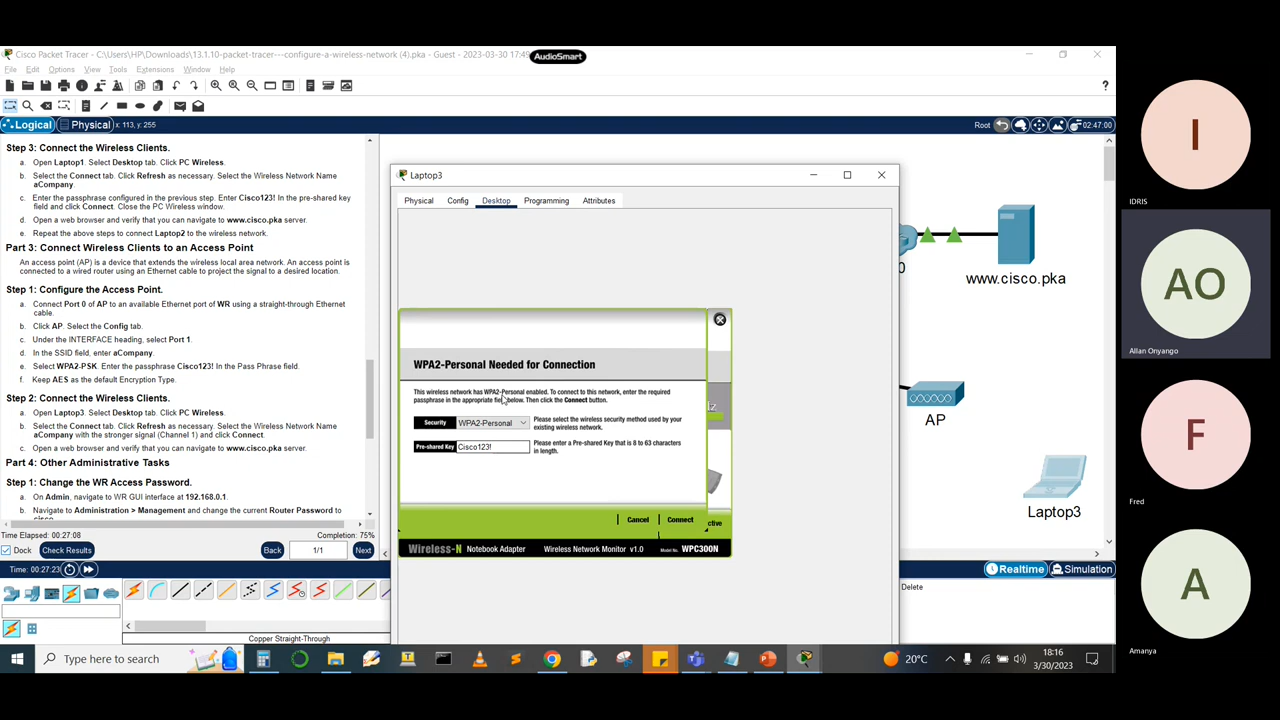 Cisco Packet Tracer - C:\Users\HP\Downloads\13.1.10-packet-tracer---configure-a-wireless-network (4).pka - Guest - 2023-03-30 17:49
AudioSmart
File Edit Options View Tools Extensions Window Help
?
Logical Physical x: 113, y: 255
Root 02:47:00
Step 3: Connect the Wireless Clients.
a. Open Laptop1. Select Desktop tab. Click PC Wireless.
b. Select the Connect tab. Click Refresh as necessary. Select the Wireless Network Name
aCompany.
c. Enter the passphrase configured in the previous step. Enter Cisco123! In the pre-shared key
field and click Connect. Close the PC Wireless window.
d. Open a web browser and verify that you can navigate to www.cisco.pka server.
e. Repeat the above steps to connect Laptop2 to the wireless network.
Part 3: Connect Wireless Clients to an Access Point
An access point (AP) is a device that extends the wireless local area network. An access point is
connected to a wired router using an Ethernet cable to project the signal to a desired location.
Step 1: Configure the Access Point.
a. Connect Port 0 of AP to an available Ethernet port of WR using a straight-through Ethernet
cable.
b. Click AP. Select the Config tab.
c. Under the INTERFACE heading, select Port 1.
d. In the SSID field, enter aCompany.
e. Select WPA2-PSK. Enter the passphrase Cisco123! In the Pass Phrase field.
f. Keep AES as the default Encryption Type.
Step 2: Connect the Wireless Clients.
a. Open Laptop3. Select Desktop tab. Click PC Wireless.
b. Select the Connect tab. Click Refresh as necessary. Select the Wireless Network Name
aCompany with the stronger signal (Channel 1) and click Connect.
c. Open a web browser and verify that you can navigate to www.cisco.pka server.
Part 4: Other Administrative Tasks
Step 1: Change the WR Access Password.
a. On Admin, navigate to WR GUI interface at 192.168.0.1.
b. Navigate to Administration > Management and change the current Router Password to
cisco.
Time Elapsed: 00:27:08 Completion: 75%
Dock Check Results Back 1/1 Next
Time: 00:27:23
Realtime Simulation
Copper Straight-Through
Delete
Laptop3
Physical Config Desktop Programming Attributes
WPA2-Personal Needed for Connection
This wireless network has WPA2-Personal enabled. To connect to this network, enter the required
passphrase in the appropriate field below. Then click the Connect button.
Security WPA2-Personal Please select the wireless security method used by your
existing wireless network.
Pre-shared Key Cisco123! Please enter a Pre-shared Key that is 8 to 63 characters
in length.
Cancel Connect
ctive
Wireless-N Notebook Adapter Wireless Network Monitor v1.0 Model No. WPC300N
0
www.cisco.pka
AP
Laptop3
Type here to search
20°C
18:16
3/30/2023
I
IDRIS
AO
Allan Onyango
F
Fred
A
Amanya